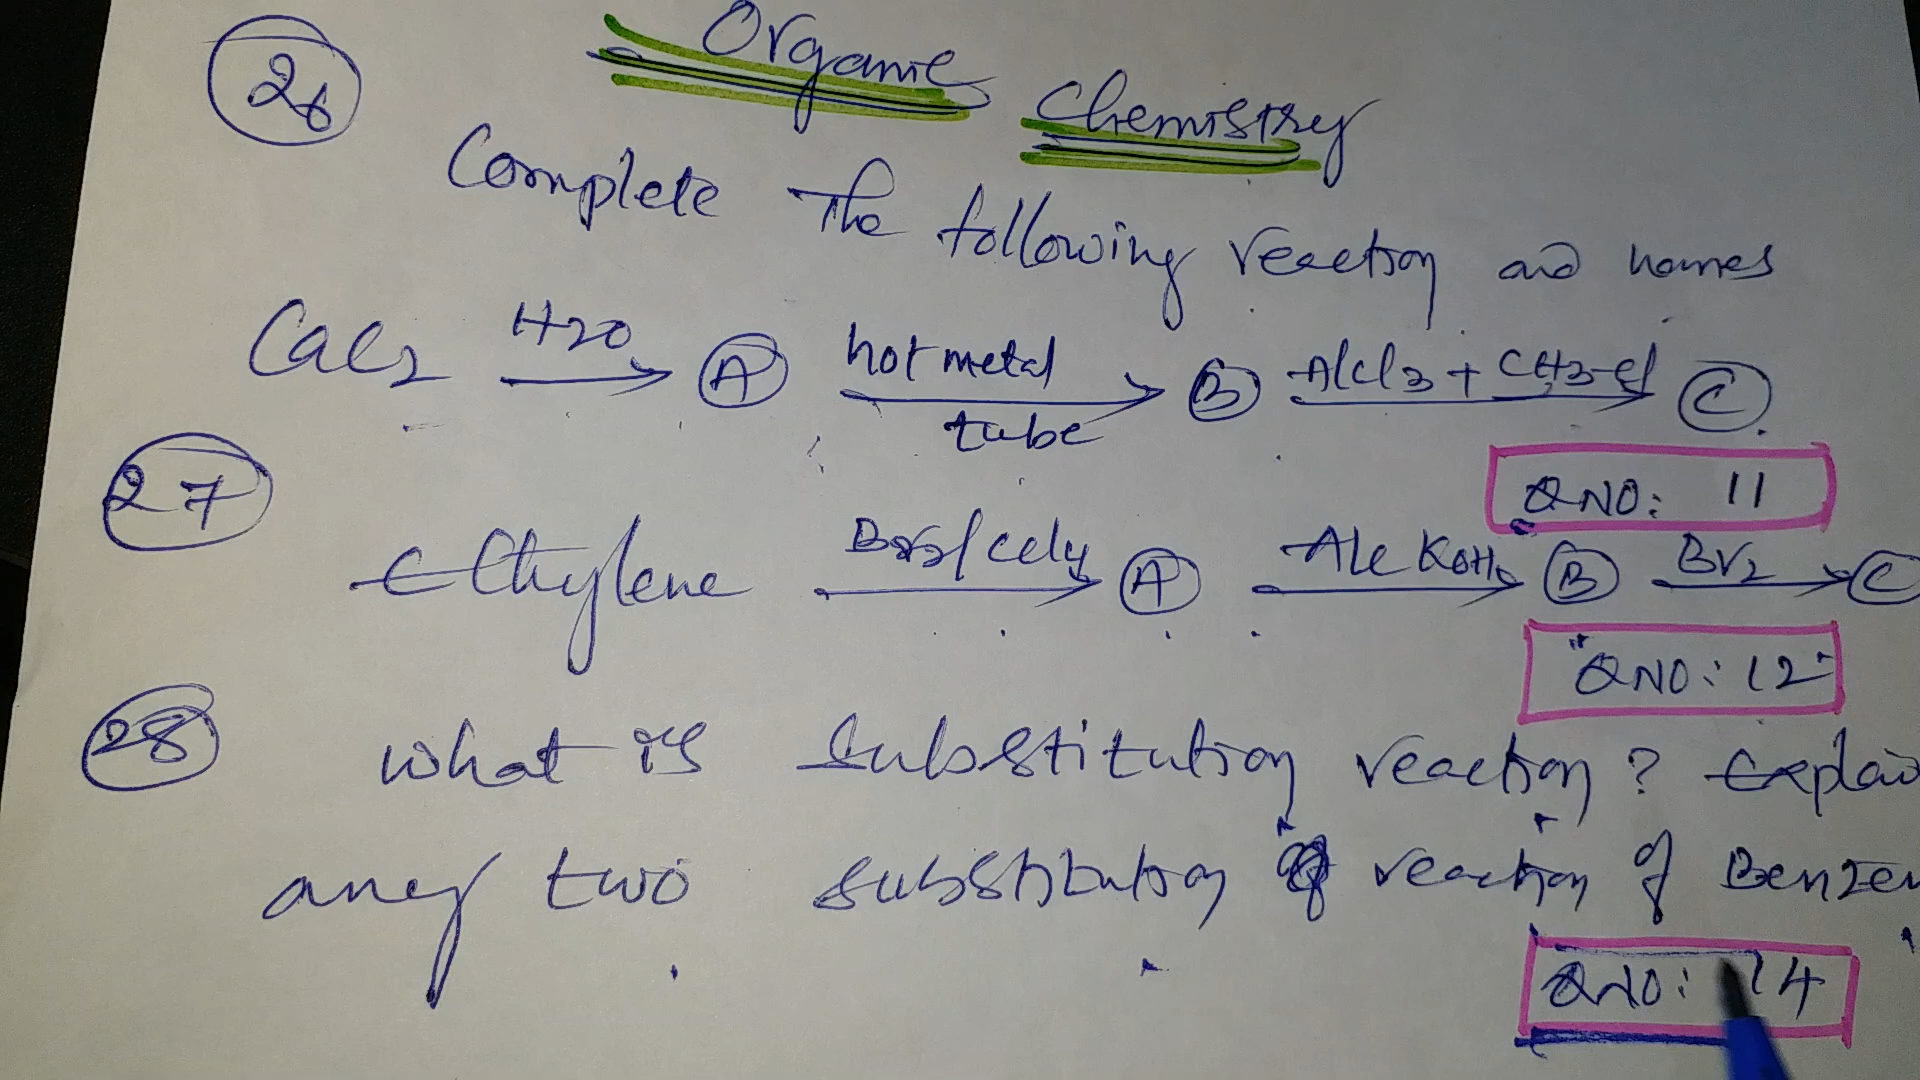 26
Organic Chemistry
Complete The following reaction and names
CaC2 H2O → A hot metal tube → B AlCl3 + CH3-Cl → C
QNO: 11
27
Ethylene Br2/CCl4 → A Alc KOH → B Br2 → C
QNO: 12
28
What is Substitution reaction? Explain
any two substitution reaction of Benzen
QNO: 14